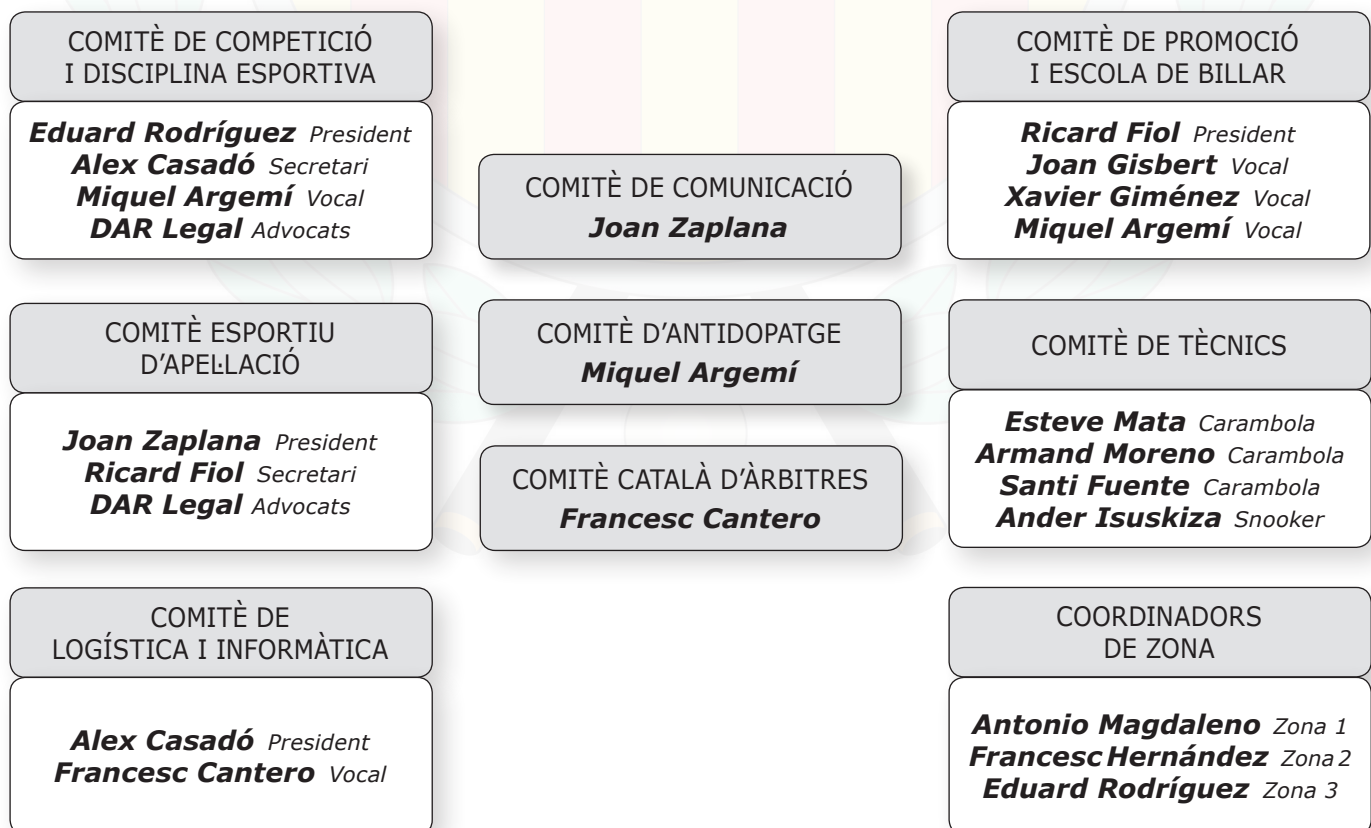 COMITÈ DE COMPETICIÓ
I DISCIPLINA ESPORTIVA
Eduard Rodríguez President
Alex Casadó Secretari
Miquel Argemí Vocal
DAR Legal Advocats
COMITÈ ESPORTIU
D’APEL·LACIÓ
Joan Zaplana President
Ricard Fiol Secretari
DAR Legal Advocats
COMITÈ DE
LOGÍSTICA I INFORMÀTICA
Alex Casadó President
Francesc Cantero Vocal
COMITÈ DE COMUNICACIÓ
Joan Zaplana
COMITÈ D’ANTIDOPATGE
Miquel Argemí
COMITÈ CATALÀ D’ÀRBITRES
Francesc Cantero
COMITÈ DE PROMOCIÓ
I ESCOLA DE BILLAR
Ricard Fiol President
Joan Gisbert Vocal
Xavier Giménez Vocal
Miquel Argemí Vocal
COMITÈ DE TÈCNICS
Esteve Mata Carambola
Armand Moreno Carambola
Santi Fuente Carambola
Ander Isuskiza Snooker
COORDINADORS
DE ZONA
Antonio Magdaleno Zona 1
Francesc Hernández Zona 2
Eduard Rodríguez Zona 3